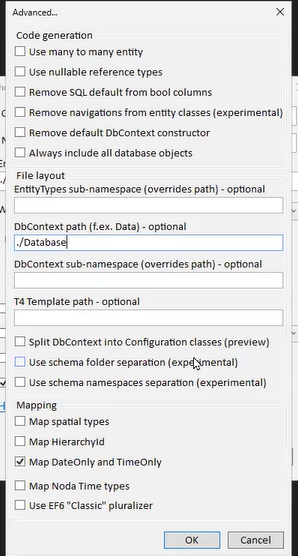 Advanced...
Code generation
Use many to many entity
Use nullable reference types
Remove SQL default from bool columns
Remove navigations from entity classes (experimental)
Remove default DbContext constructor
Always include all database objects
File layout
EntityTypes sub-namespace (overrides path) - optional
DbContext path (f.ex. Data) - optional
./Database
DbContext sub-namespace (overrides path) - optional
T4 Template path - optional
Split DbContext into Configuration classes (preview)
Use schema folder separation (experimental)
Use schema namespaces separation (experimental)
Mapping
Map spatial types
Map HierarchyId
Map DateOnly and TimeOnly
Map Noda Time types
Use EF6 "Classic" pluralizer
OK
Cancel